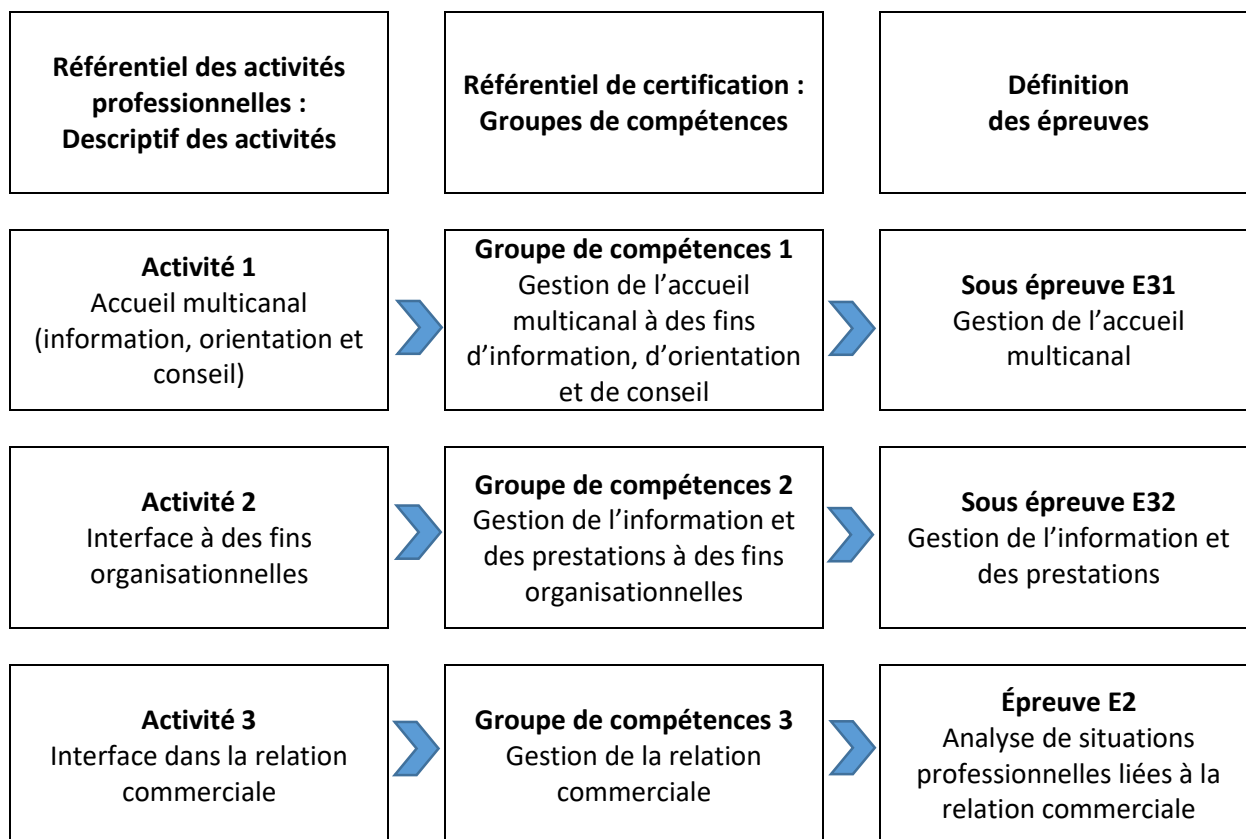 Référentiel des activités
professionnelles :
Descriptif des activités
Référentiel de certification :
Groupes de compétences
Définition
des épreuves
Activité 1
Accueil multicanal
(information, orientation et
conseil)
Groupe de compétences 1
Gestion de l’accueil
multicanal à des fins
d’information, d’orientation
et de conseil
Sous épreuve E31
Gestion de l’accueil
multicanal
Activité 2
Interface à des fins
organisationnelles
Groupe de compétences 2
Gestion de l’information et
des prestations à des fins
organisationnelles
Sous épreuve E32
Gestion de l’information et
des prestations
Activité 3
Interface dans la relation
commerciale
Groupe de compétences 3
Gestion de la relation
commerciale
Épreuve E2
Analyse de situations
professionnelles liées à la
relation commerciale